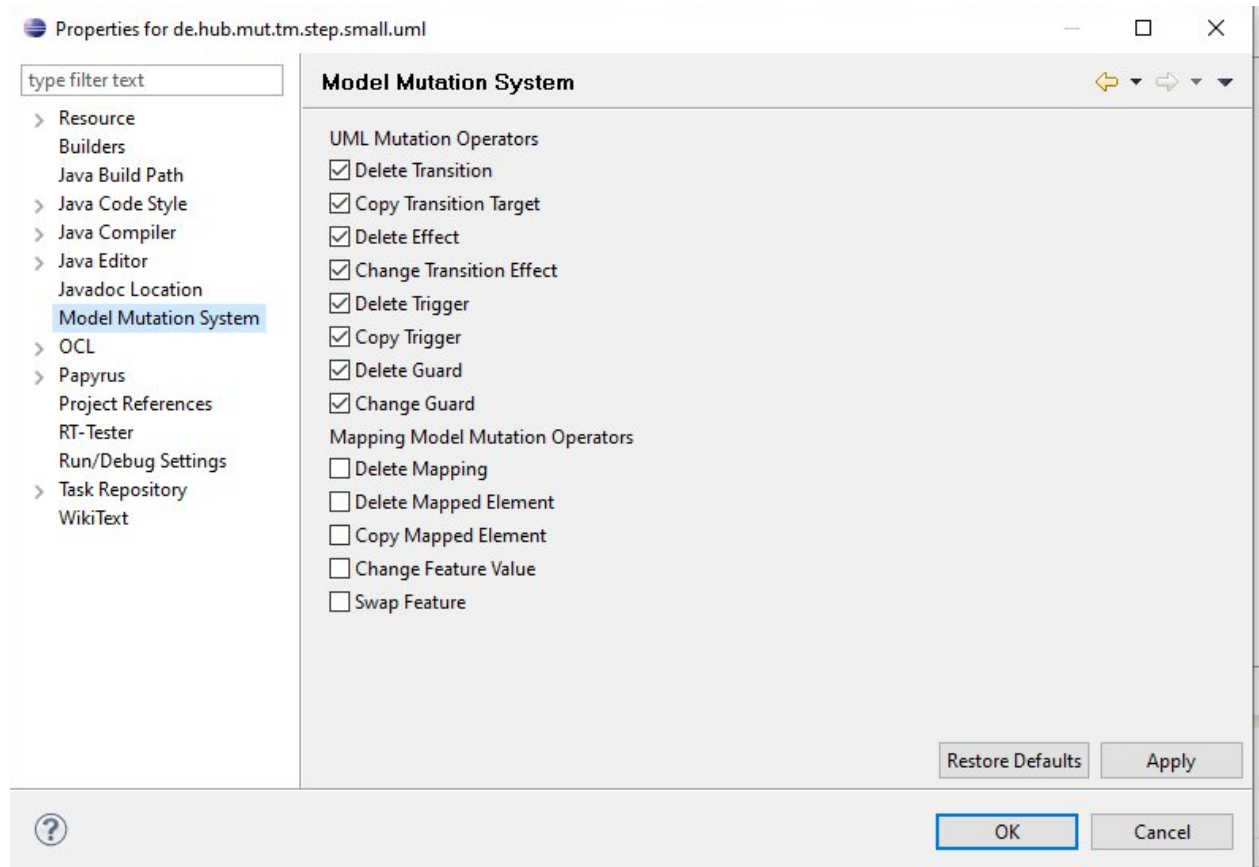 Properties for de.hub.mut.tm.step.small.uml
type filter text
Resource
Builders
Java Build Path
Java Code Style
Java Compiler
Java Editor
Javadoc Location
Model Mutation System
OCL
Papyrus
Project References
RT-Tester
Run/Debug Settings
Task Repository
WikiText
Model Mutation System
UML Mutation Operators
Delete Transition
Copy Transition Target
Delete Effect
Change Transition Effect
Delete Trigger
Copy Trigger
Delete Guard
Change Guard
Mapping Model Mutation Operators
Delete Mapping
Delete Mapped Element
Copy Mapped Element
Change Feature Value
Swap Feature
Restore Defaults
Apply
?
OK
Cancel